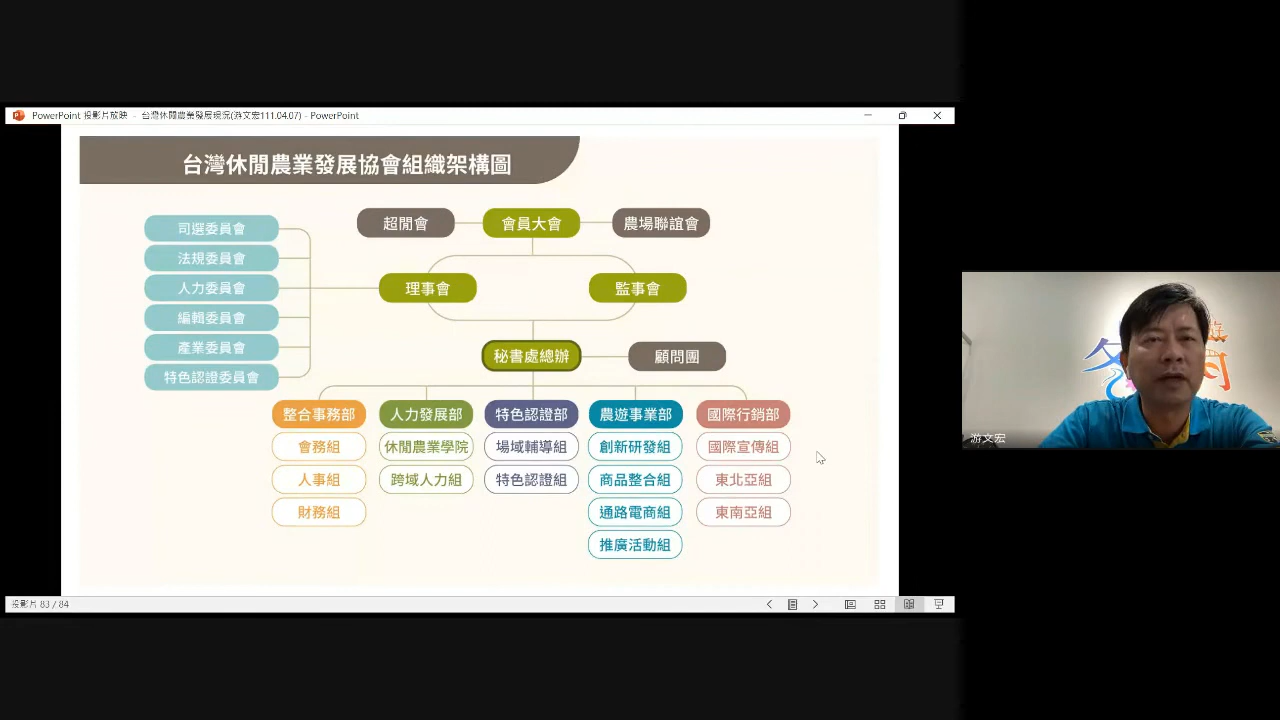 PowerPoint 投影片放映 - 台灣休閒農業發展現況(游文宏111.04.07) - PowerPoint
台灣休閒農業發展協會組織架構圖
超閒會
會員大會
農場聯誼會
司選委員會
法規委員會
人力委員會
編輯委員會
產業委員會
特色認證委員會
理事會
監事會
秘書處總辦
顧問團
整合事務部
人力發展部
特色認證部
農遊事業部
國際行銷部
會務組
休閒農業學院
場域輔導組
創新研發組
國際宣傳組
人事組
跨域人力組
特色認證組
商品整合組
東北亞組
財務組
通路電商組
東南亞組
推廣活動組
投影片 83 / 84
游文宏